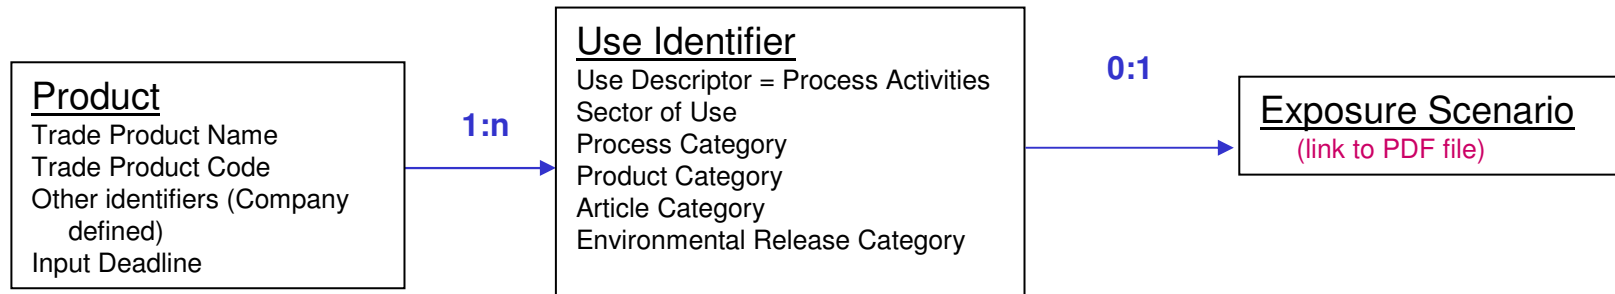 Product
Trade Product Name
Trade Product Code
Other identifiers (Company
defined)
Input Deadline
1:n
Use Identifier
Use Descriptor = Process Activities
Sector of Use
Process Category
Product Category
Article Category
Environmental Release Category
0:1
Exposure Scenario
(link to PDF file)